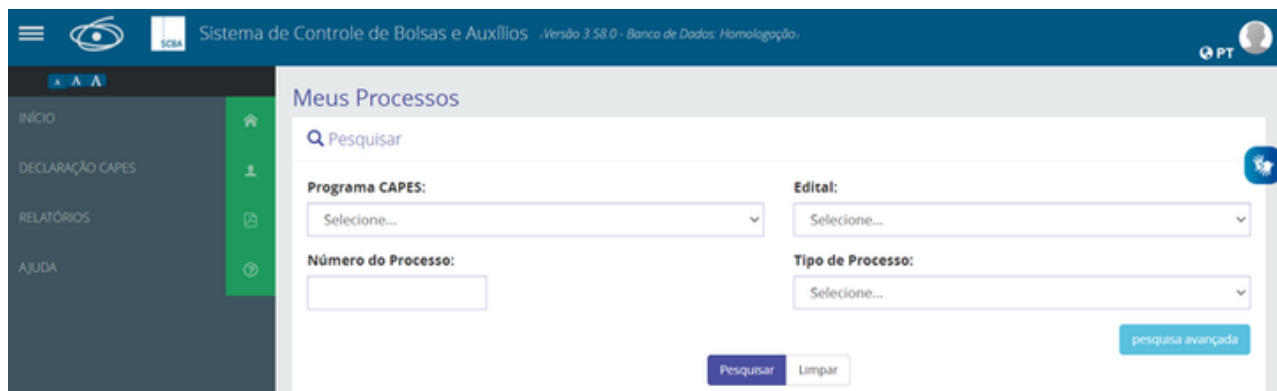 SCBA
Sistema de Controle de Bolsas e Auxílios (Versão 3.58.0 - Banco de Dados: Homologação)
PT
A A A
INÍCIO
DECLARAÇÃO CAPES
RELATÓRIOS
AJUDA
Meus Processos
Pesquisar
Programa CAPES:
Edital:
Selecione...
Selecione...
Número do Processo:
Tipo de Processo:
Selecione...
pesquisa avançada
Pesquisar
Limpar